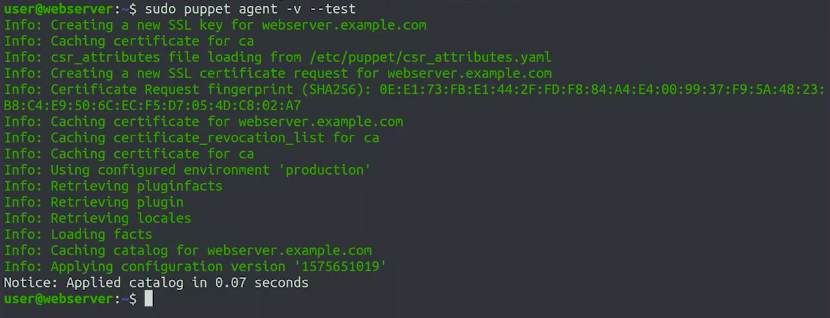 user@webserver:~$ sudo puppet agent -v --test
Info: Creating a new SSL key for webserver.example.com
Info: Caching certificate for ca
Info: csr_attributes file loading from /etc/puppet/csr_attributes.yaml
Info: Creating a new SSL certificate request for webserver.example.com
Info: Certificate Request fingerprint (SHA256): 0E:E1:73:FB:E1:44:2F:FD:F8:84:A4:E4:00:99:37:F9:5A:48:23:
B8:C4:E9:50:6C:EC:F5:D7:05:4D:C8:02:A7
Info: Caching certificate for webserver.example.com
Info: Caching certificate_revocation_list for ca
Info: Caching certificate for ca
Info: Using configured environment 'production'
Info: Retrieving pluginfacts
Info: Retrieving plugin
Info: Retrieving locales
Info: Loading facts
Info: Caching catalog for webserver.example.com
Info: Applying configuration version '1575651019'
Notice: Applied catalog in 0.07 seconds
user@webserver:~$